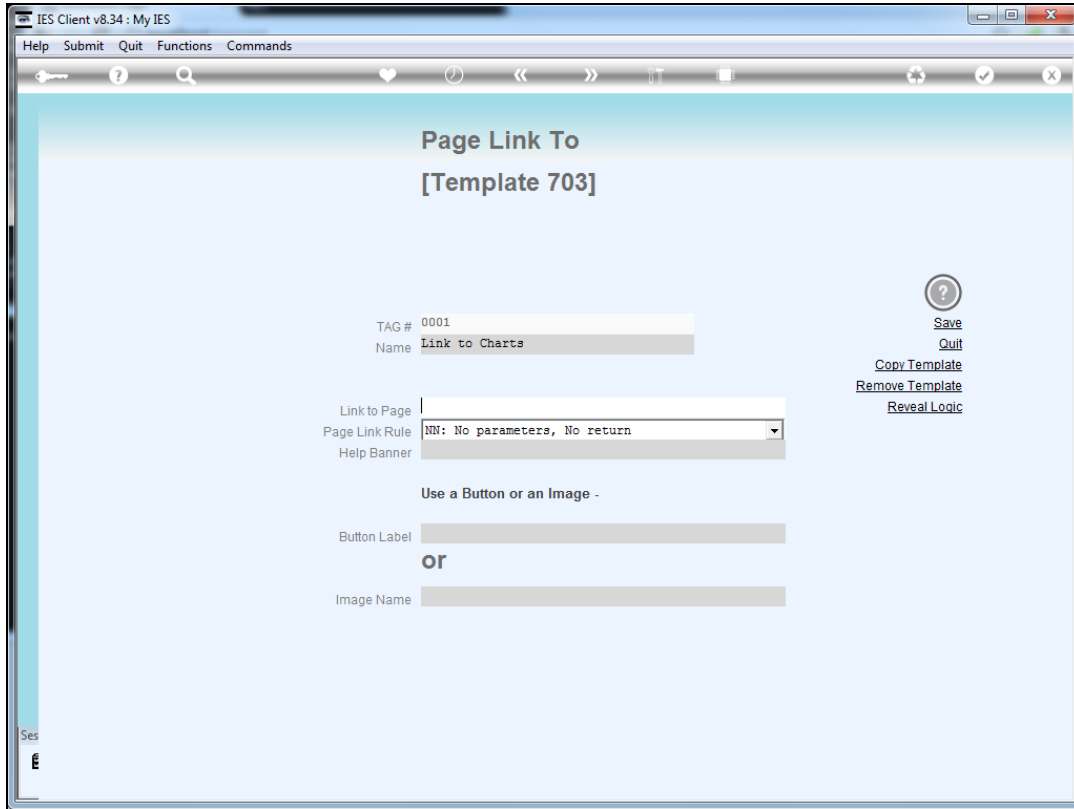 IES Client v8.34 : My IES
Help Submit Quit Functions Commands
Page Link To
[Template 703]
TAG # 0001
Save
Name Link to Charts
Quit
Copy Template
Remove Template
Link to Page
Reveal Logic
Page Link Rule NN: No parameters, No return
Help Banner
Use a Button or an Image -
Button Label
or
Image Name
Ses